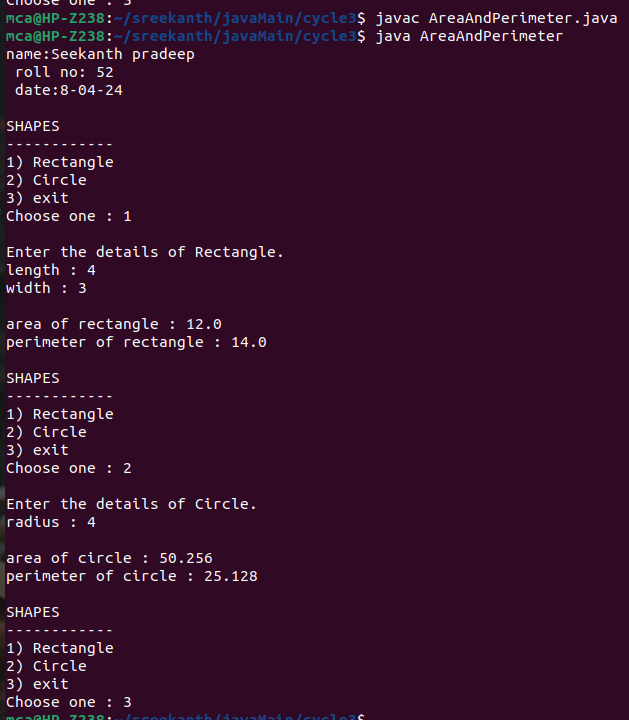 Choose one : 3
mca@HP-Z238:~/sreekanth/javaMain/cycle3$ javac AreaAndPerimeter.java
mca@HP-Z238:~/sreekanth/javaMain/cycle3$ java AreaAndPerimeter
name:Seekanth pradeep
roll no: 52
date:8-04-24
SHAPES
------------
1) Rectangle
2) Circle
3) exit
Choose one : 1
Enter the details of Rectangle.
length : 4
width : 3
area of rectangle : 12.0
perimeter of rectangle : 14.0
SHAPES
------------
1) Rectangle
2) Circle
3) exit
Choose one : 2
Enter the details of Circle.
radius : 4
area of circle : 50.256
perimeter of circle : 25.128
SHAPES
------------
1) Rectangle
2) Circle
3) exit
Choose one : 3
mca@HP-Z238:~/sreekanth/javaMain/cycle3$